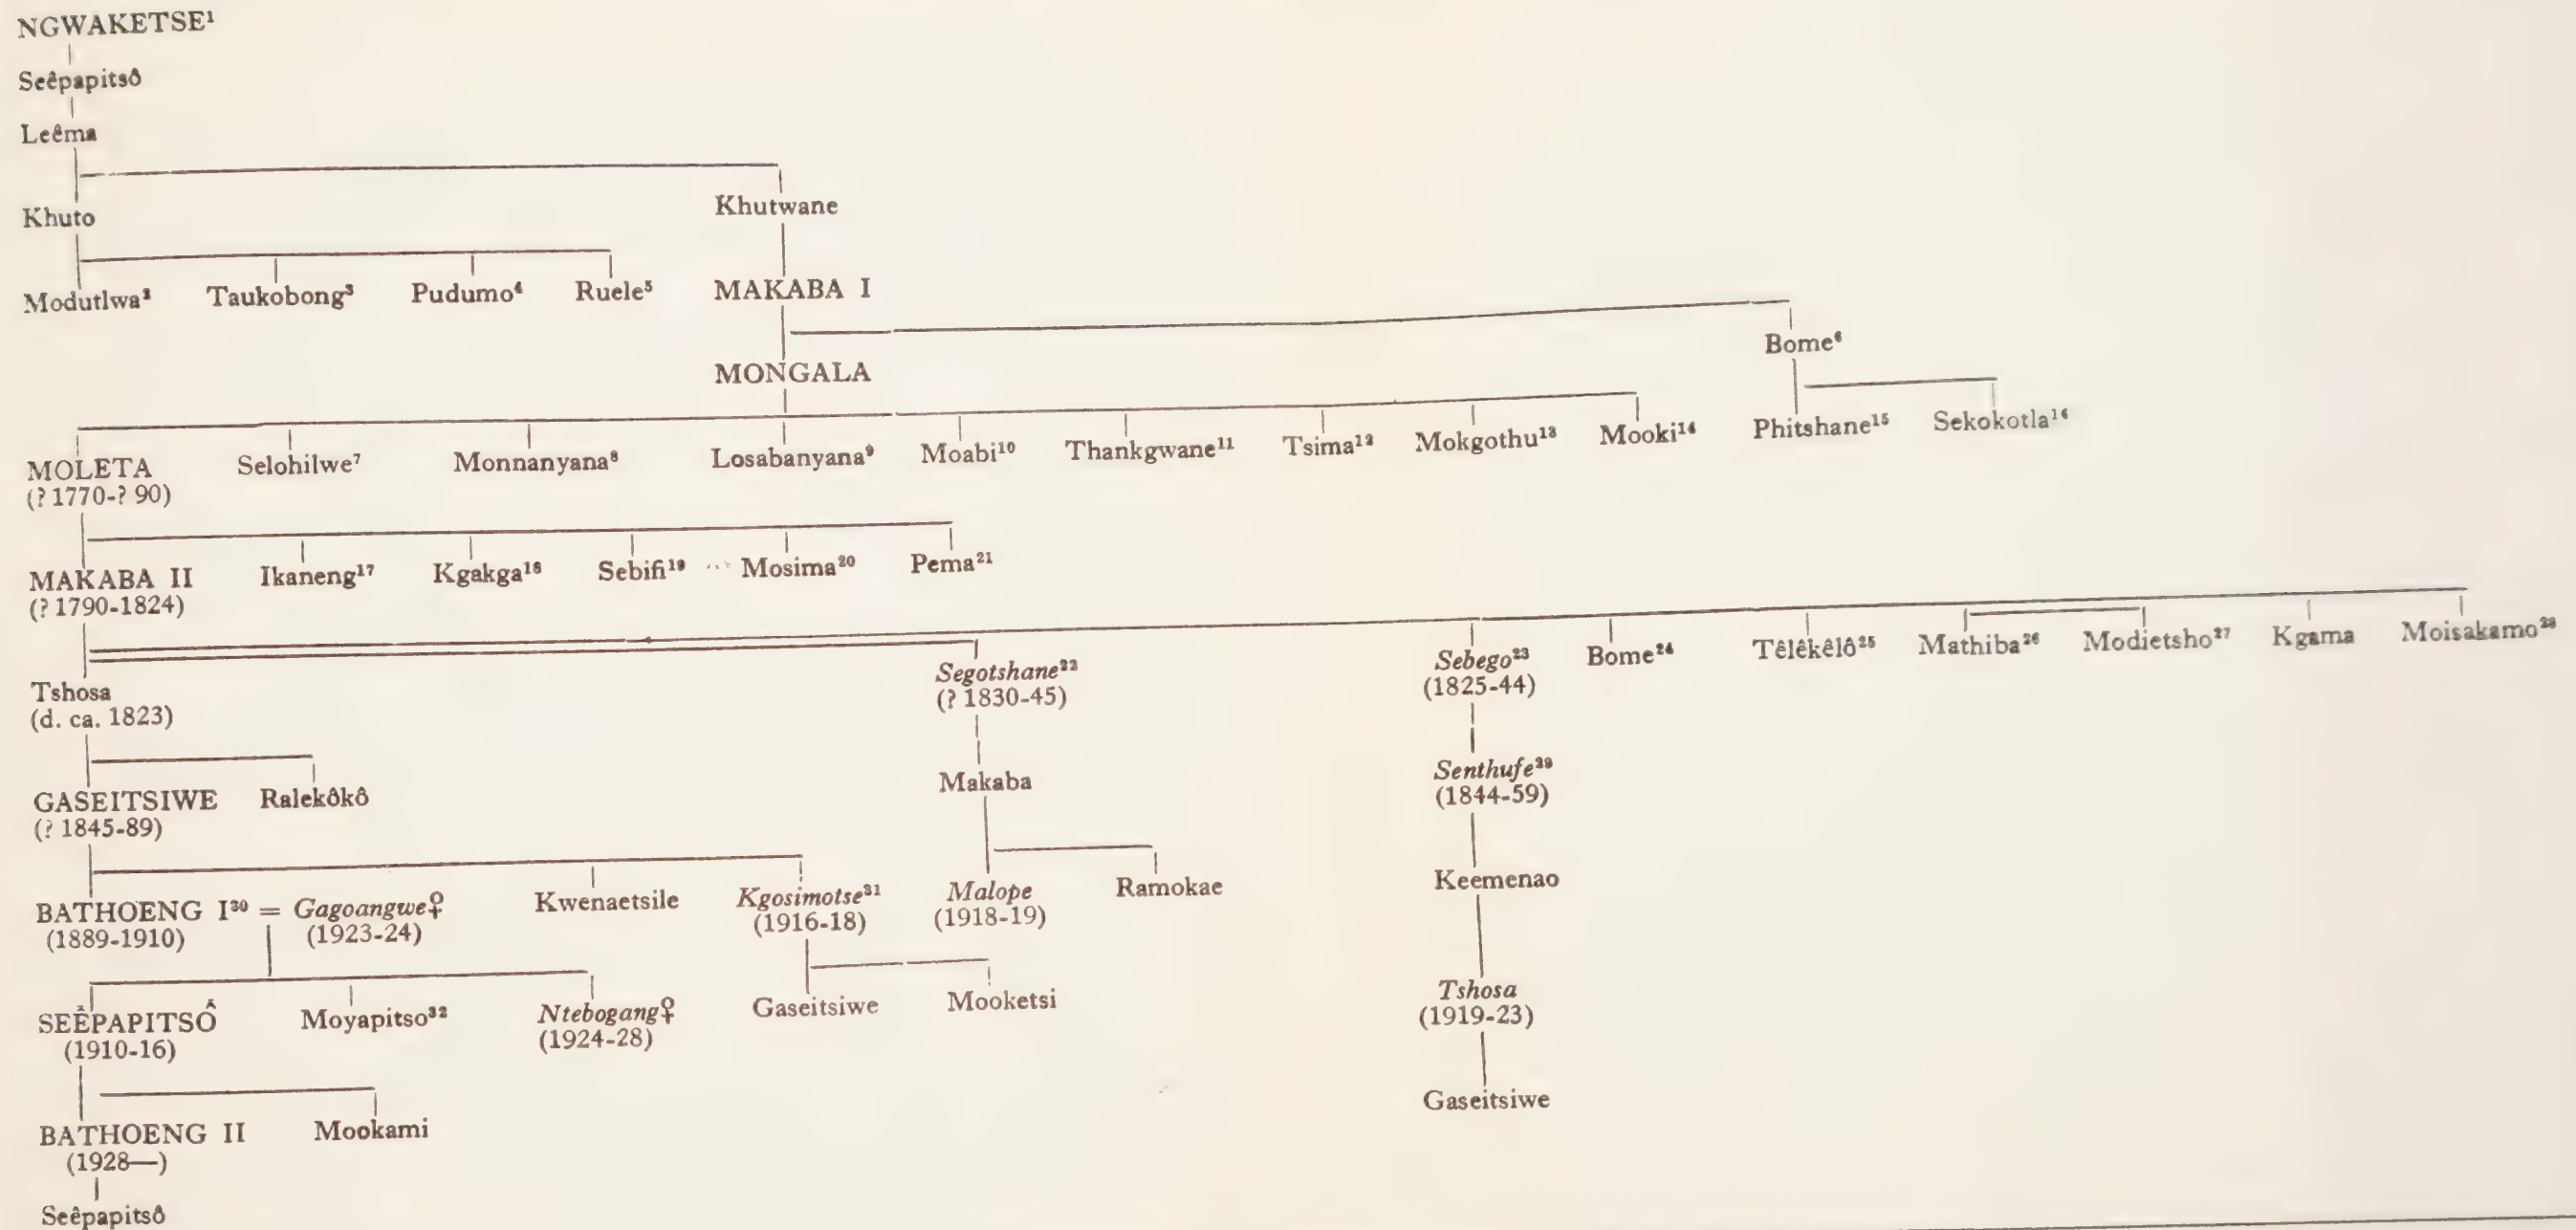 NGWAKETSE¹
Seêpapitsô
Leêma
Khuto Khutwane
Modutlwa² Taukobong³ Pudumo⁴ Ruele⁵ MAKABA I
MONGALA Bome⁶
MOLETA Selohilwe⁷ Monnanyana⁸ Losabanyana⁹ Moabi¹⁰ Thankgwane¹¹ Tsima¹² Mokgothu¹³ Mooki¹⁴ Phitshane¹⁵ Sekokotla¹⁶
(? 1770-? 90)
MAKABA II Ikaneng¹⁷ Kgakga¹⁸ Sebifi¹⁹ Mosima²⁰ Pema²¹
(? 1790-1824)
Tshosa Segotshane²² Sebego²³ Bome²⁴ Têlêkêlô²⁵ Mathiba²⁶ Modietsho²⁷ Kgama Moisakamo²⁸
(d. ca. 1823) (? 1830-45) (1825-44)
GASEITSIWE Ralekôkô Makaba Senthufe²⁹
(? 1845-89) (1844-59)
BATHOENG I³⁰ = Gagoangwe♀ Kwenaetsile Kgosimotse³¹ Malope Ramokae Keemenao
(1889-1910) (1923-24) (1916-18) (1918-19)
SEÊPAPITSÔ Moyapitso³² Ntebogang♀ Gaseitsiwe Mooketsi Tshosa
(1910-16) (1924-28) (1919-23)
BATHOENG II Mookami Gaseitsiwe
(1928—)
Seêpapitsô